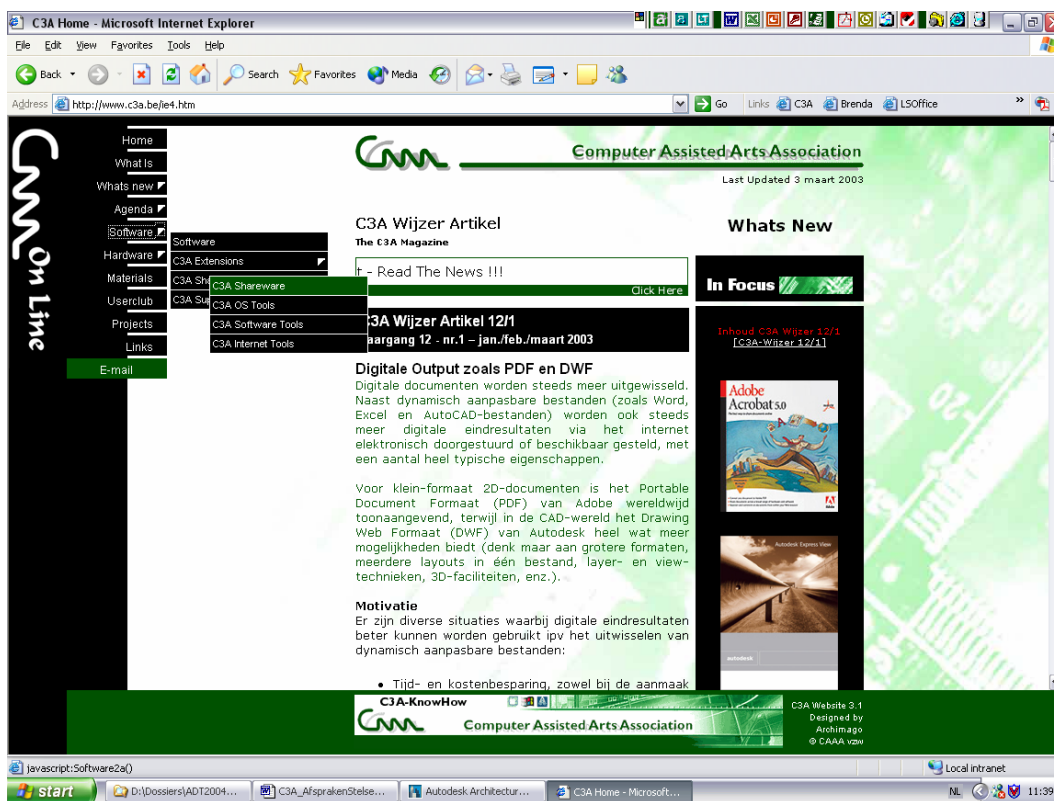 C3A Home - Microsoft Internet Explorer
File Edit View Favorites Tools Help
Back Search Favorites Media
Address http://www.c3a.be/ie4.htm Go Links C3A Brenda LSOffice »
On Line
Home
What Is
Whats new
Agenda
Software
Hardware
Materials
Userclub
Projects
Links
E-mail
Software
C3A Extensions
C3A Sha
C3A Sup
C3A Shareware
C3A OS Tools
C3A Software Tools
C3A Internet Tools
Computer Assisted Arts Association
Last Updated 3 maart 2003
C3A Wijzer Artikel
The C3A Magazine
t - Read The News !!!
Click Here
C3A Wijzer Artikel 12/1
aargang 12 - nr.1 – jan./feb./maart 2003
Digitale Output zoals PDF en DWF
Digitale documenten worden steeds meer uitgewisseld.
Naast dynamisch aanpasbare bestanden (zoals Word,
Excel en AutoCAD-bestanden) worden ook steeds
meer digitale eindresultaten via het internet
elektronisch doorgestuurd of beschikbaar gesteld, met
een aantal heel typische eigenschappen.
Voor klein-formaat 2D-documenten is het Portable
Document Formaat (PDF) van Adobe wereldwijd
toonaangevend, terwijl in de CAD-wereld het Drawing
Web Formaat (DWF) van Autodesk heel wat meer
mogelijkheden biedt (denk maar aan grotere formaten,
meerdere layouts in één bestand, layer- en view-
technieken, 3D-faciliteiten, enz.).
Motivatie
Er zijn diverse situaties waarbij digitale eindresultaten
beter kunnen worden gebruikt ipv het uitwisselen van
dynamisch aanpasbare bestanden:
• Tijd- en kostenbesparing, zowel bij de aanmaak
Whats New
In Focus
Inhoud C3A Wijzer 12/1
[C3A-Wijzer 12/1]
Adobe
Acrobat 5.0
Adobe
Autodesk Express View
autodesk
C3A-KnowHow
Computer Assisted Arts Association
C3A Website 3.1
Designed by
Archimago
© CAAA vzw
javascript:Software2a() Local intranet
start D:\Dossiers\ADT2004... C3A_AfsprakenStelse... Autodesk Architectur... C3A Home - Microsoft... NL 11:39